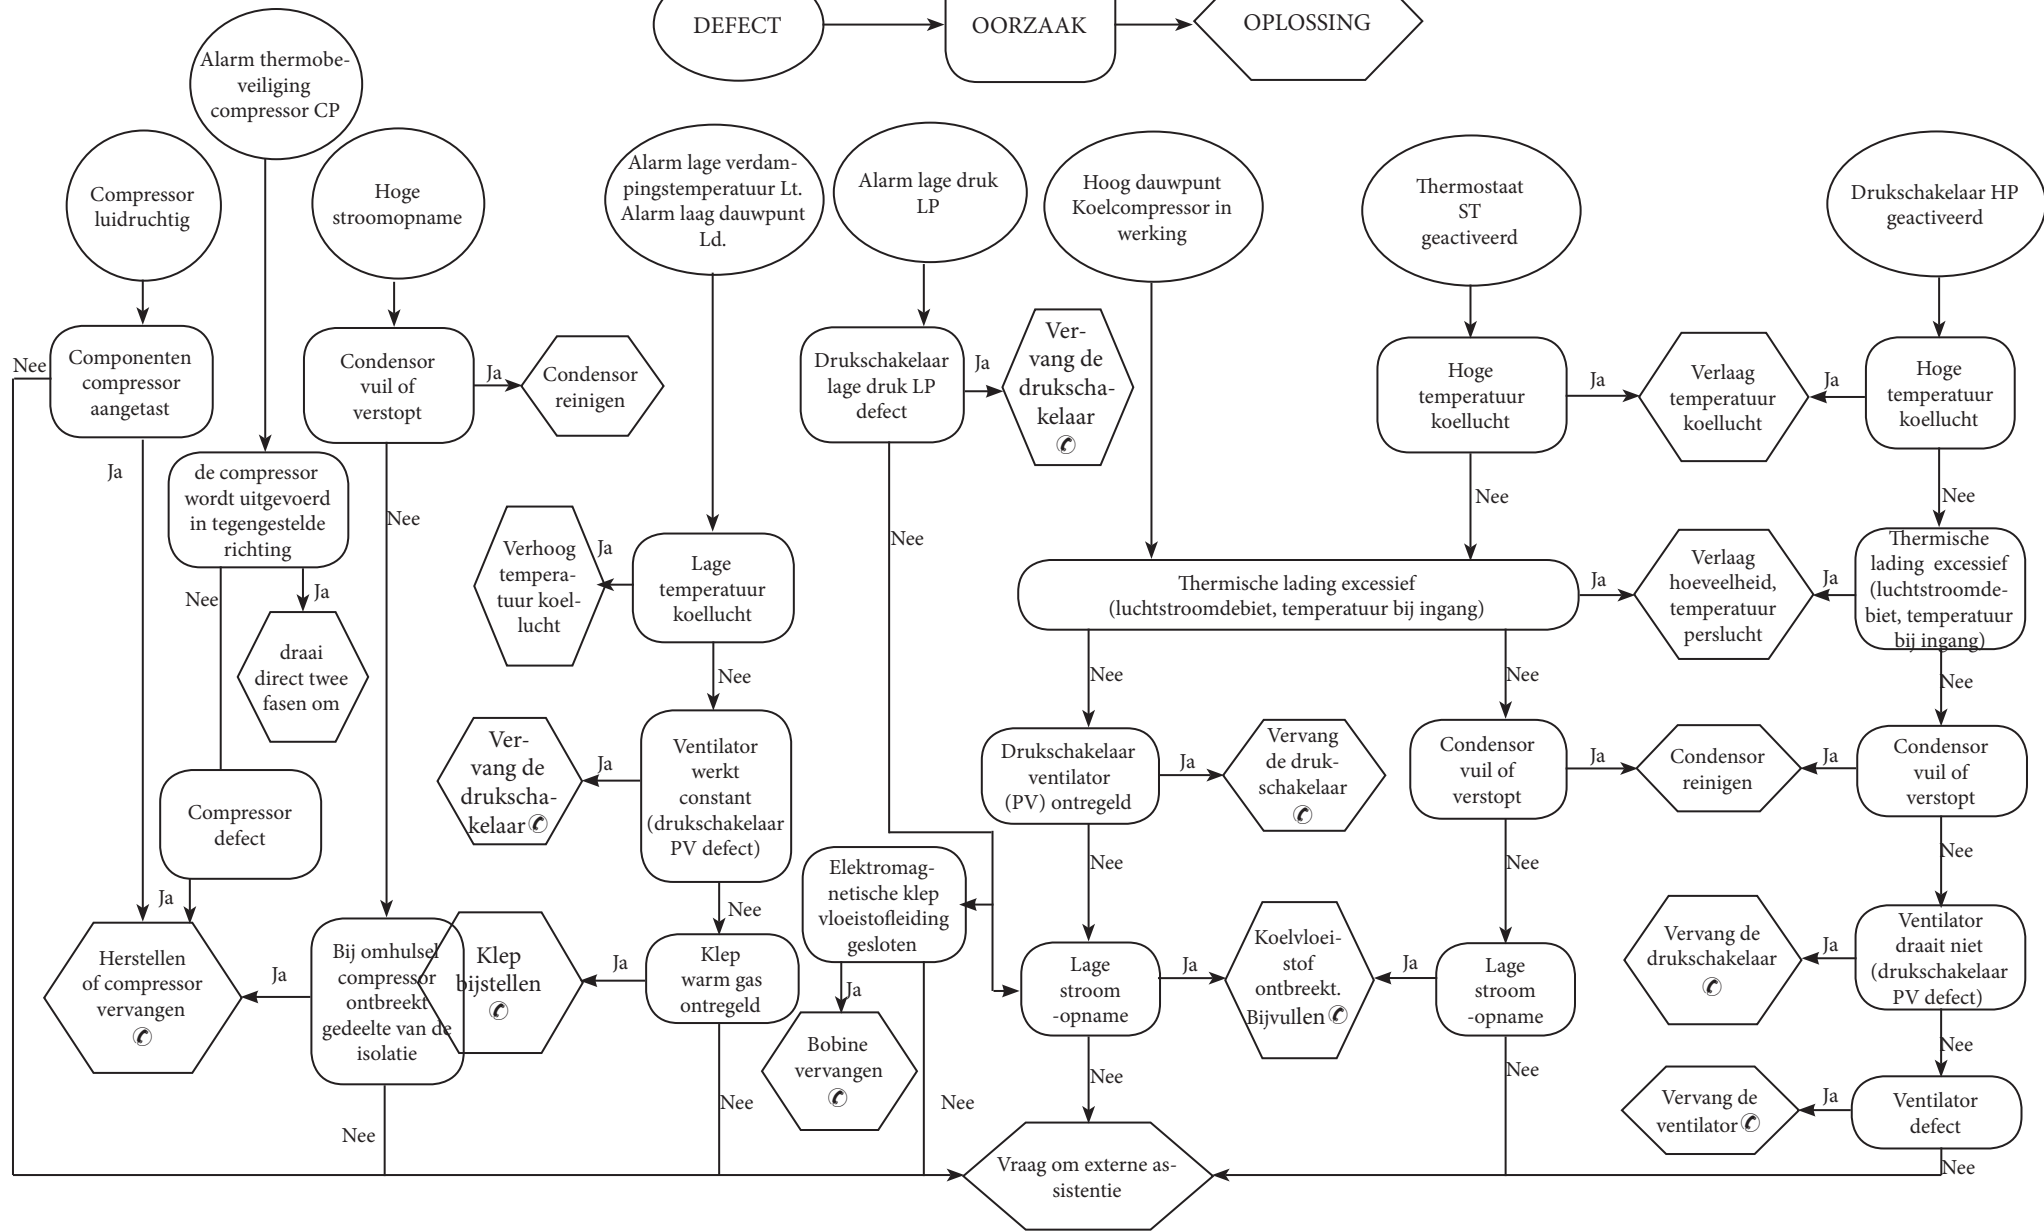 DEFECT
OORZAAK
OPLOSSING
Alarm thermobe-
veiliging
compressor CP
Compressor
luidruchtig
Hoge
stroomopname
Alarm lage verdam-
pingstemperatuur Lt.
Alarm laag dauwpunt
Ld.
Alarm lage druk
LP
Hoog dauwpunt
Koelcompressor in
werking
Thermostaat
ST
geactiveerd
Drukschakelaar HP
geactiveerd
Nee
Componenten
compressor
aangetast
Ja
Condensor
vuil of
verstopt
Ja
Condensor
reinigen
Drukschakelaar
lage druk LP
defect
Ja
Ver-
vang de
drukscha-
kelaar
✆
Hoge
temperatuur
koellucht
Ja
Verlaag
temperatuur
koellucht
Ja
Hoge
temperatuur
koellucht
de compressor
wordt uitgevoerd
in tegengestelde
richting
Nee
Ja
Nee
Verhoog
tempera-
tuur koel-
lucht
Ja
Lage
temperatuur
koellucht
Nee
Nee
Nee
Thermische lading excessief
(luchtstroomdebiet, temperatuur bij ingang)
Ja
Verlaag
hoeveelheid,
temperatuur
perslucht
Ja
Thermische
lading excessief
(luchtstroomde-
biet, temperatuur
bij ingang)
draai
direct twee
fasen om
Nee
Nee
Nee
Nee
Ver-
vang de
drukscha-
kelaar ✆
Ja
Ventilator
werkt
constant
(drukschakelaar
PV defect)
Drukschakelaar
ventilator
(PV) ontregeld
Ja
Vervang
de druk-
schakelaar
✆
Condensor
vuil of
verstopt
Ja
Condensor
reinigen
Ja
Condensor
vuil of
verstopt
Compressor
defect
Ja
Nee
Elektromag-
netische klep
vloeistofleiding
gesloten
Nee
Nee
Nee
Herstellen
of compressor
vervangen
✆
Ja
Bij omhulsel
compressor
ontbreekt
gedeelte van de
isolatie
Klep
bijstellen
✆
Ja
Klep
warm gas
ontregeld
Ja
Lage
stroom
-opname
Ja
Koelvloei-
stof
ontbreekt.
Bijvullen ✆
Ja
Lage
stroom
-opname
Vervang de
drukschakelaar
✆
Ja
Ventilator
draait niet
(drukschakelaar
PV defect)
Nee
Bobine
vervangen
✆
Nee
Nee
Nee
Nee
Nee
Vervang de
ventilator ✆
Ja
Ventilator
defect
Nee
Vraag om externe as-
sistentie